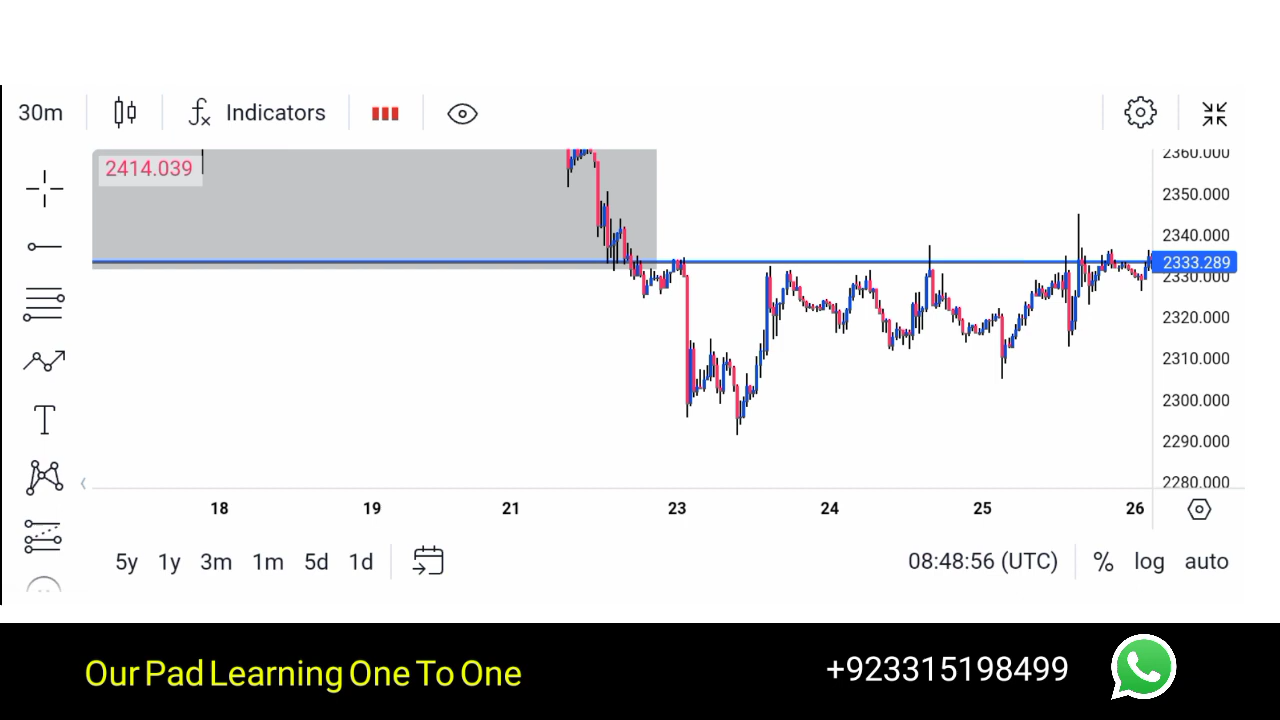 30m Indicators
2414.039
2360.000
2350.000
2340.000
2333.289
2330.000
2320.000
2310.000
2300.000
2290.000
2280.000
18 19 21 23 24 25 26
5y 1y 3m 1m 5d 1d 08:48:56 (UTC) % log auto
Our Pad Learning One To One +923315198499